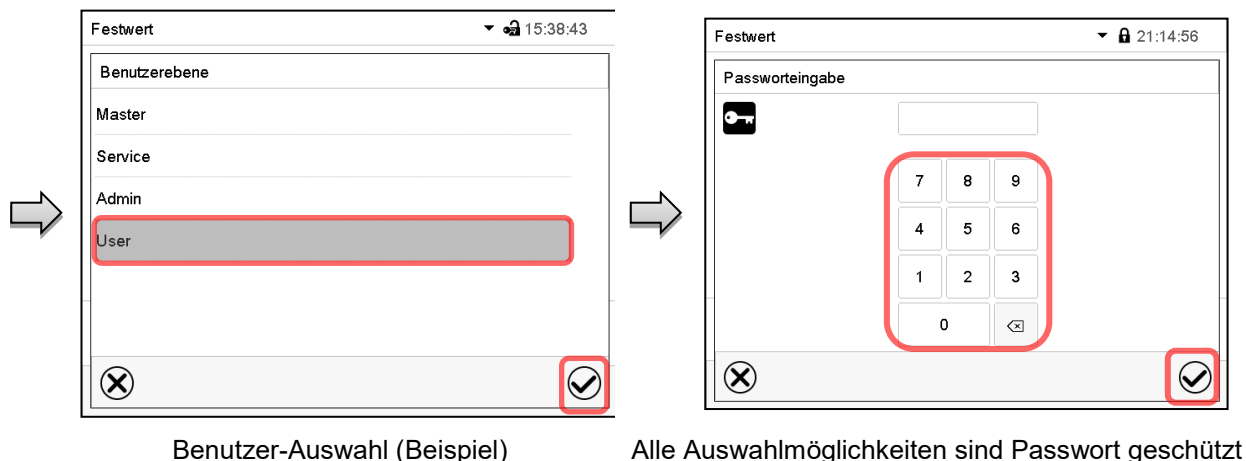 Festwert 15:38:43
Benutzerebene
Master
Service
Admin
User
Benutzer-Auswahl (Beispiel)
Festwert 21:14:56
Passworteingabe
7 8 9
4 5 6
1 2 3
0
Alle Auswahlmöglichkeiten sind Passwort geschützt